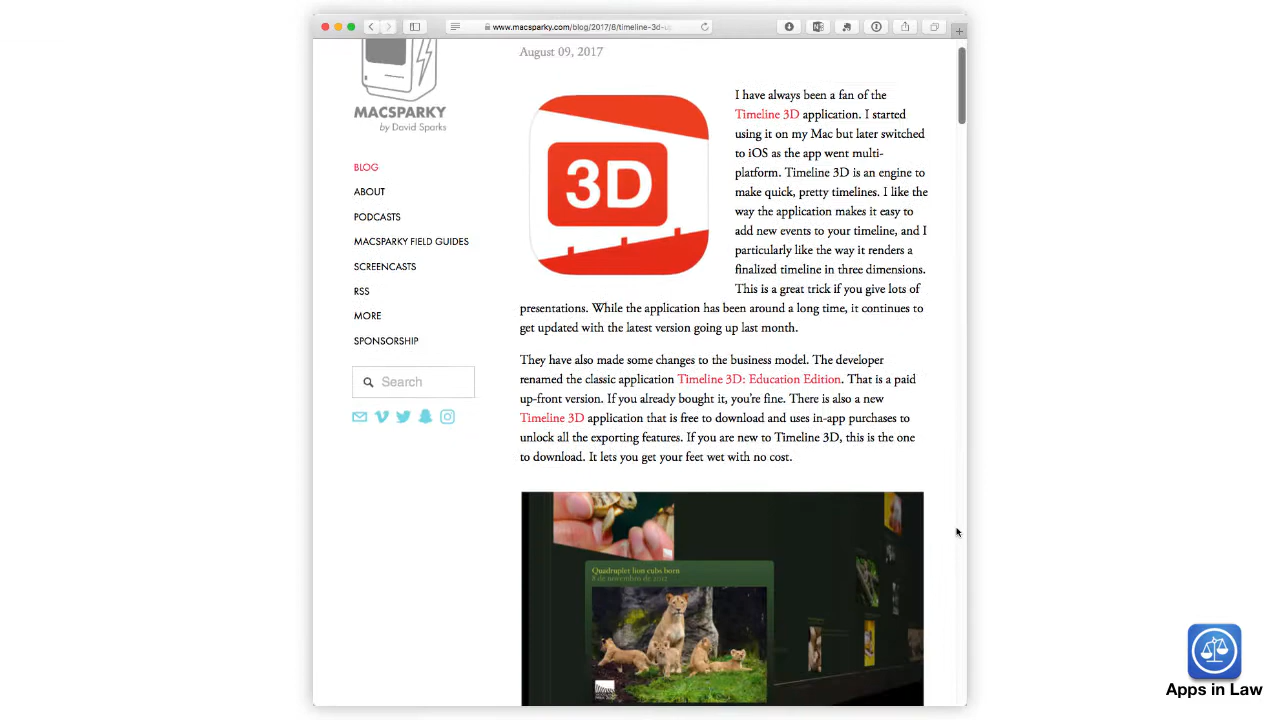 www.macsparky.com/blog/2017/8/timeline-3d-u
August 09, 2017
MACSPARKY
by David Sparks
BLOG
ABOUT
PODCASTS
MACSPARKY FIELD GUIDES
SCREENCASTS
RSS
MORE
SPONSORSHIP
Search
3D
I have always been a fan of the
Timeline 3D application. I started
using it on my Mac but later switched
to iOS as the app went multi-
platform. Timeline 3D is an engine to
make quick, pretty timelines. I like the
way the application makes it easy to
add new events to your timeline, and I
particularly like the way it renders a
finalized timeline in three dimensions.
This is a great trick if you give lots of
presentations. While the application has been around a long time, it continues to
get updated with the latest version going up last month.
They have also made some changes to the business model. The developer
renamed the classic application Timeline 3D: Education Edition. That is a paid
up-front version. If you already bought it, you're fine. There is also a new
Timeline 3D application that is free to download and uses in-app purchases to
unlock all the exporting features. If you are new to Timeline 3D, this is the one
to download. It lets you get your feet wet with no cost.
Quadruplet lion cubs born
8 de novembro de 2012
Apps in Law